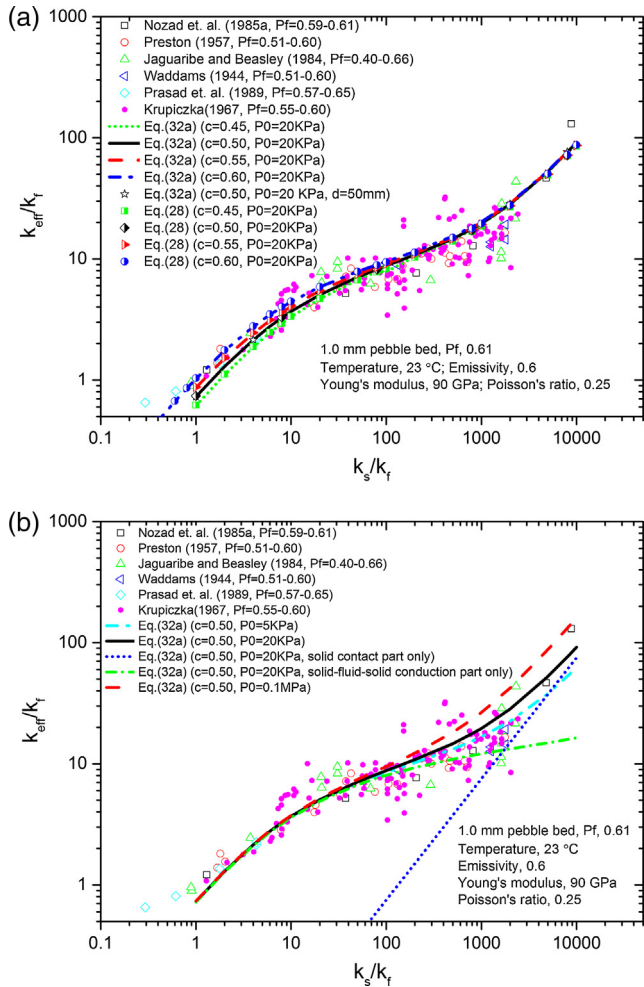 (a)
1000
100
10
1
k_eff/k_f
Nozad et. al. (1985a, Pf=0.59-0.61)
Preston (1957, Pf=0.51-0.60)
Jaguaribe and Beasley (1984, Pf=0.40-0.66)
Waddams (1944, Pf=0.51-0.60)
Prasad et. al (1989, Pf=0.57-0.65)
Krupiczka(1967, Pf=0.55-0.60)
Eq.(32a) (c=0.45, P0=20KPa)
Eq.(32a) (c=0.50, P0=20KPa)
Eq.(32a) (c=0.55, P0=20KPa)
Eq.(32a) (c=0.60, P0=20KPa)
Eq.(32a) (c=0.50, P0=20 KPa, d=50mm)
Eq.(28) (c=0.45, P0=20KPa)
Eq.(28) (c=0.50, P0=20KPa)
Eq.(28) (c=0.55, P0=20KPa)
Eq.(28) (c=0.60, P0=20KPa)
1.0 mm pebble bed, Pf, 0.61
Temperature, 23 °C; Emissivity, 0.6
Young's modulus, 90 GPa; Poisson's ratio, 0.25
0.1 1 10 100 1000 10000
k_s/k_f
(b)
1000
100
10
1
k_eff/k_f
Nozad et. al. (1985a, Pf=0.59-0.61)
Preston (1957, Pf=0.51-0.60)
Jaguaribe and Beasley (1984, Pf=0.40-0.66)
Waddams (1944, Pf=0.51-0.60)
Prasad et. al (1989, Pf=0.57-0.65)
Krupiczka(1967, Pf=0.55-0.60)
Eq.(32a) (c=0.50, P0=5KPa)
Eq.(32a) (c=0.50, P0=20KPa)
Eq.(32a) (c=0.50, P0=20KPa, solid contact part only)
Eq.(32a) (c=0.50, P0=20KPa, solid-fluid-solid conduction part only)
Eq.(32a) (c=0.50, P0=0.1MPa)
1.0 mm pebble bed, Pf, 0.61
Temperature, 23 °C
Emissivity, 0.6
Young's modulus, 90 GPa
Poisson's ratio, 0.25
0.1 1 10 100 1000 10000
k_s/k_f